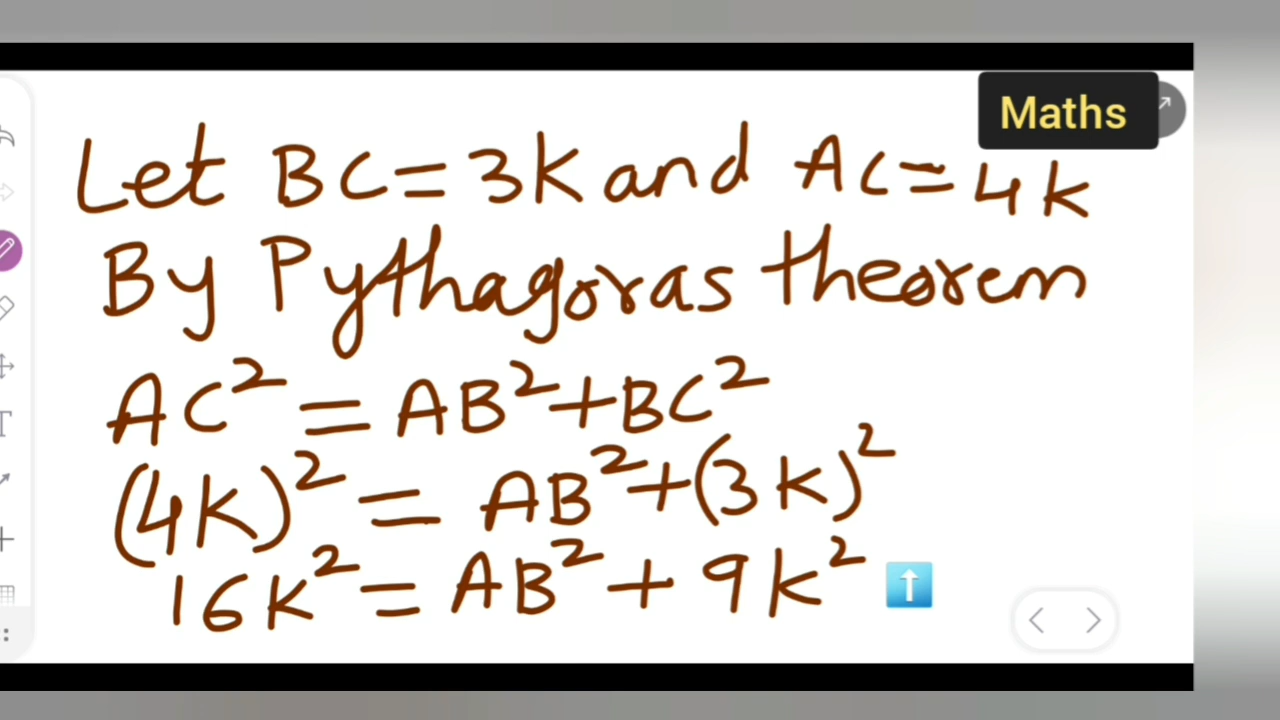 Maths
Let BC = 3K and AC = 4K
By Pythagoras theorem
AC² = AB² + BC²
(4K)² = AB² + (3K)²
16K² = AB² + 9K²